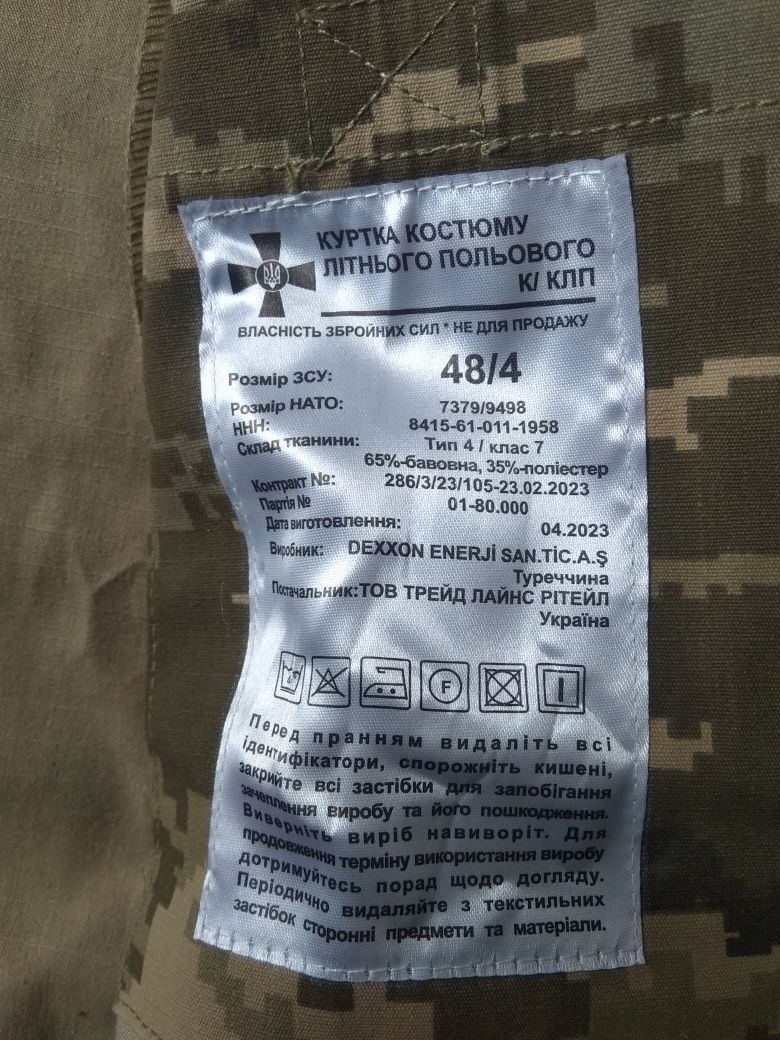 КУРТКА КОСТЮМУ
ЛІТНЬОГО ПОЛЬОВОГО
К/ КЛП
ВЛАСНІСТЬ ЗБРОЙНИХ СИЛ * НЕ ДЛЯ ПРОДАЖУ
Розмір ЗСУ: 48/4
Розмір НАТО: 7379/9498
ННН: 8415-61-011-1958
Склад тканини: Тип 4 / клас 7
65%-бавовна, 35%-поліестер
Контракт №: 286/3/23/105-23.02.2023
Партія № 01-80.000
Дата виготовлення: 04.2023
Виробник: DEXXON ENERJİ SAN.TİC.A.Ş
Туреччина
Постачальник: ТОВ ТРЕЙД ЛАЙНС РІТЕЙЛ
Україна
F
Перед пранням видаліть всі
ідентифікатори, спорожніть кишені,
закрийте всі застібки для запобігання
зачеплення виробу та його пошкодження.
Виверніть виріб навиворіт. Для
продовження терміну використання виробу
дотримуйтесь порад щодо догляду.
Періодично видаляйте з текстильних
застібок сторонні предмети та матеріали.